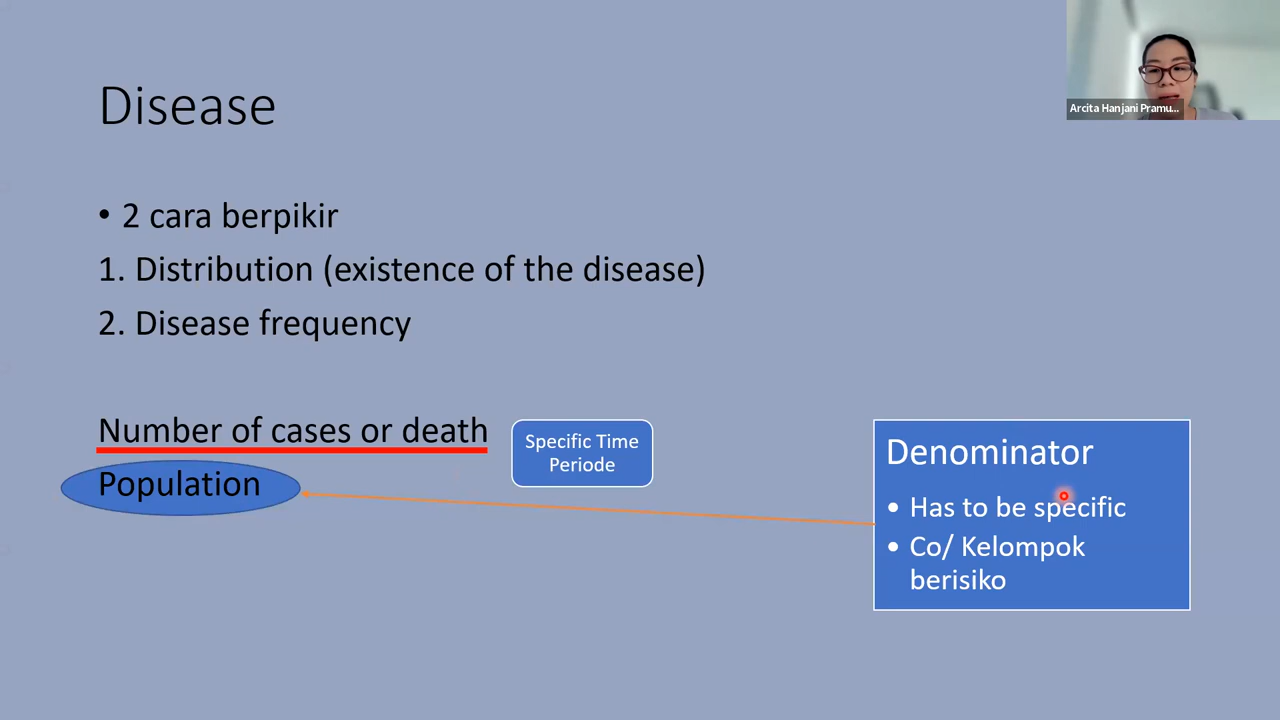 Arcita Hanjani Pramu...
Disease
• 2 cara berpikir
1. Distribution (existence of the disease)
2. Disease frequency
Number of cases or death
Population
Specific Time
Periode
Denominator
• Has to be specific
• Co/ Kelompok
berisiko